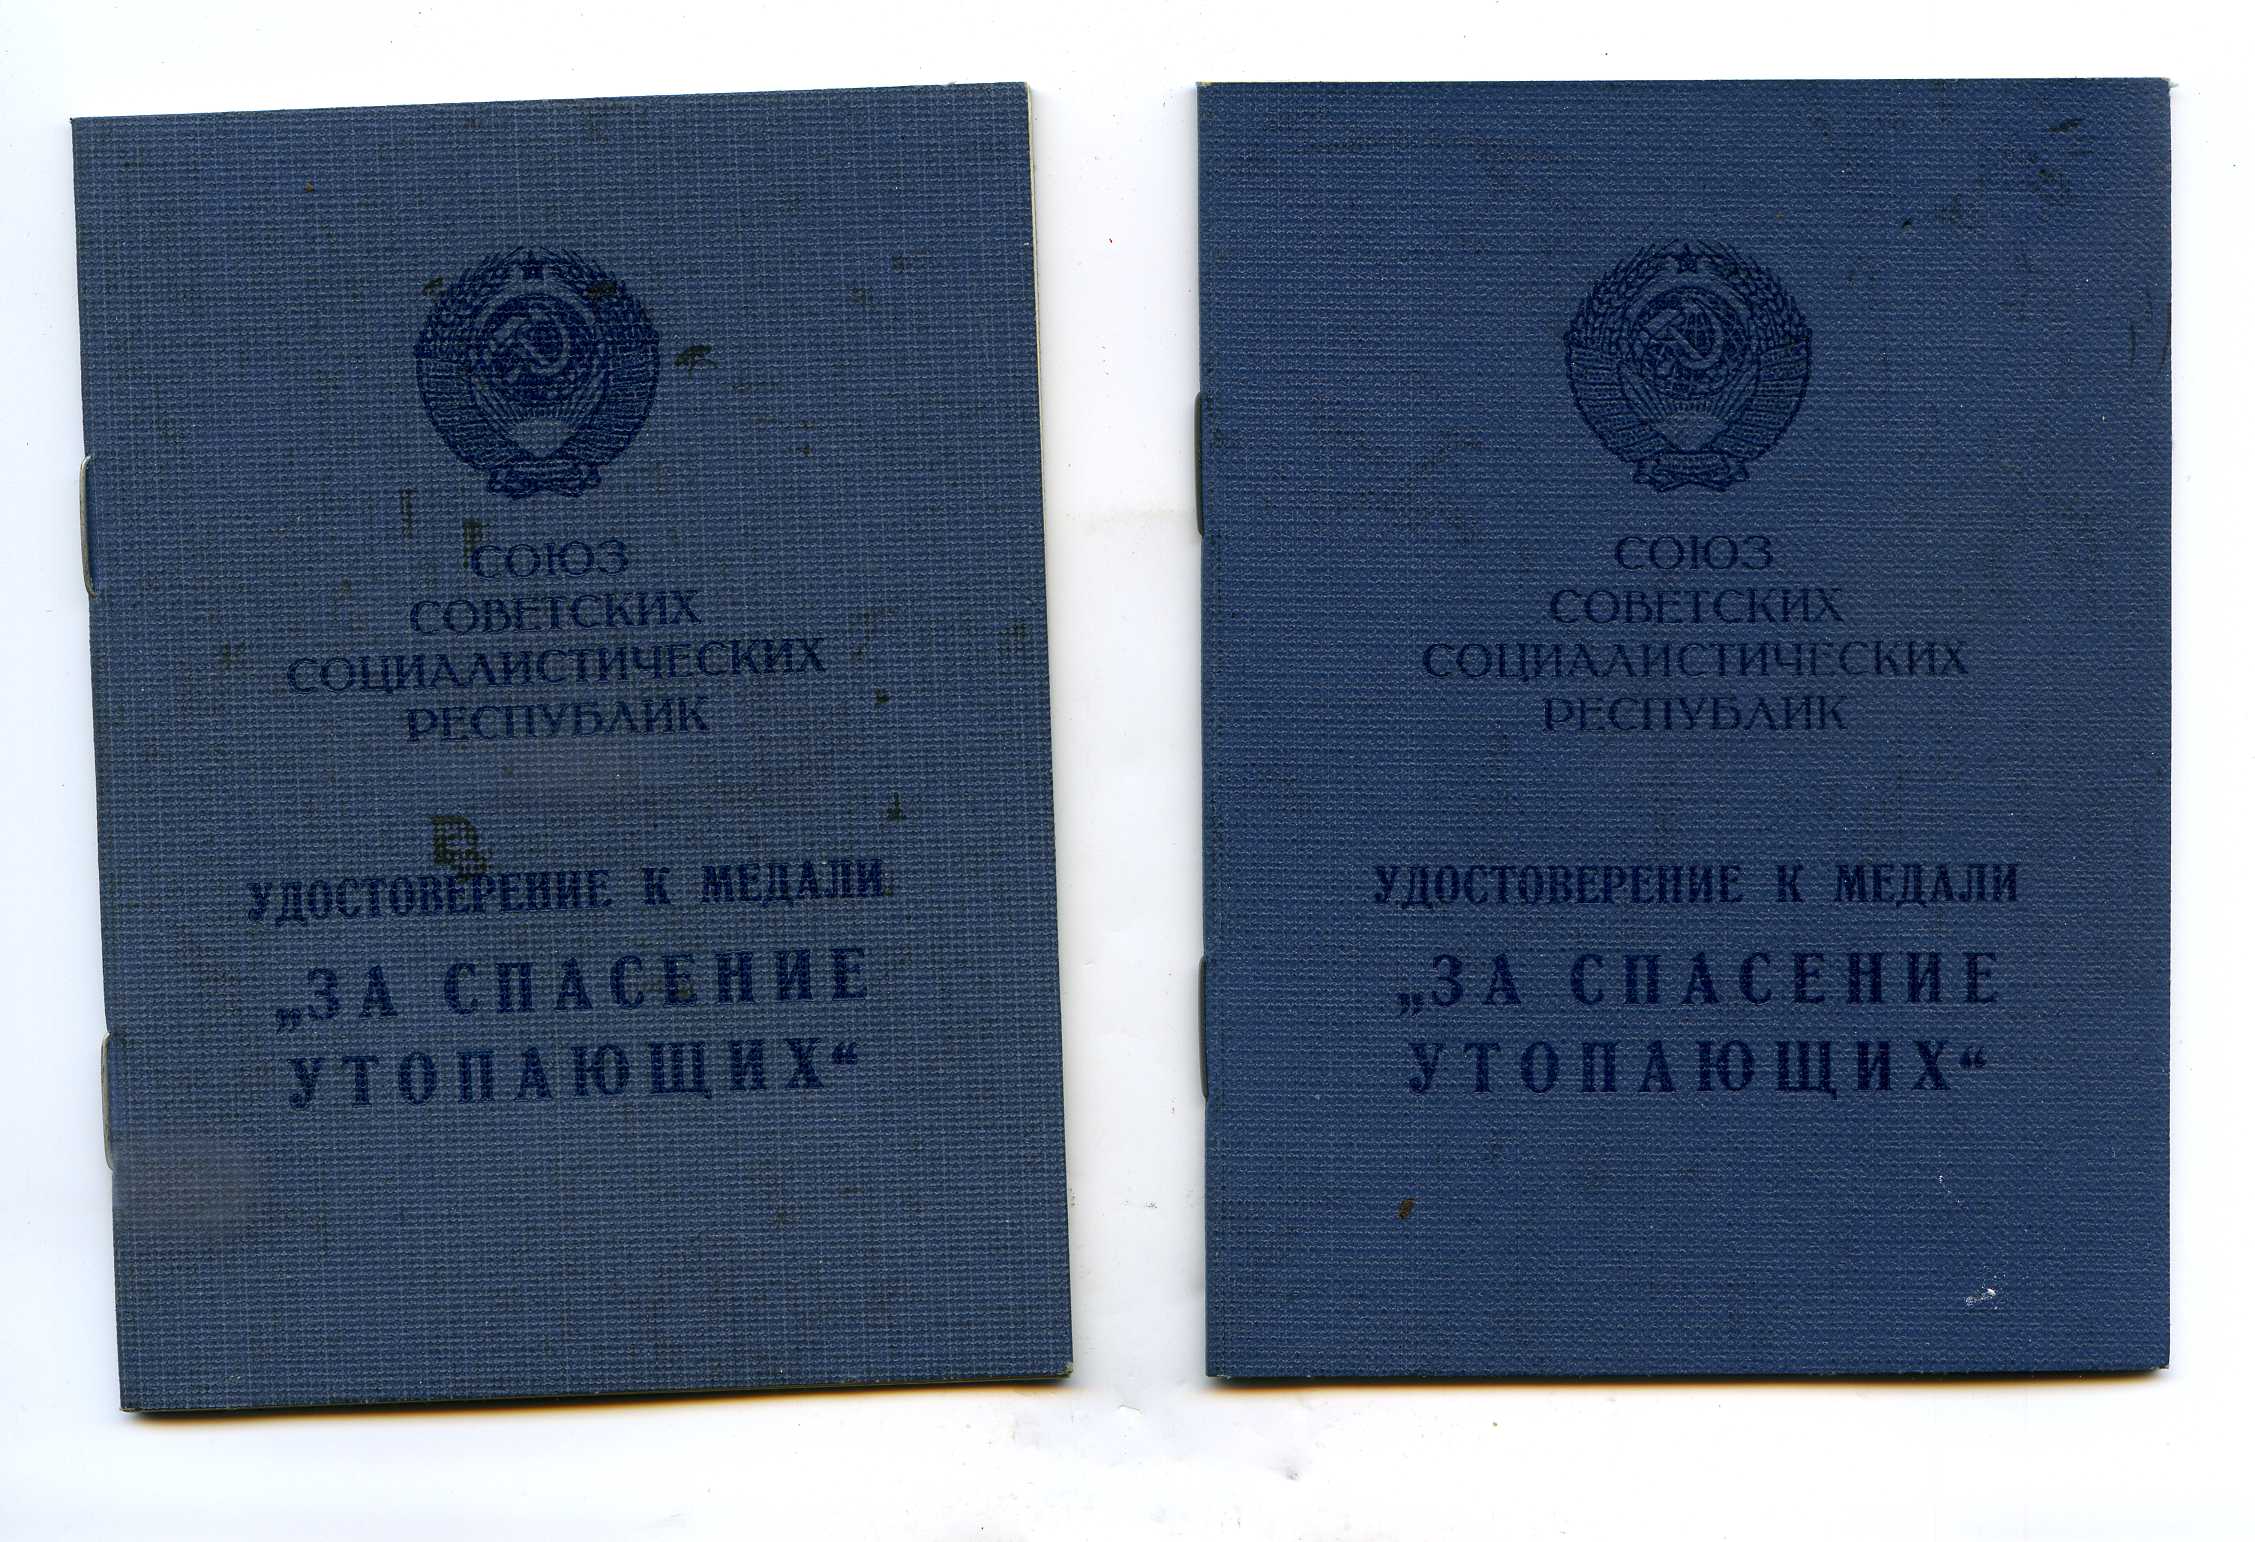 СОЮЗ
СОВЕТСКИХ
СОЦИАЛИСТИЧЕСКИХ
РЕСПУБЛИК
УДОСТОВЕРЕНИЕ К МЕДАЛИ
„ЗА СПАСЕНИЕ
УТОПАЮЩИХ“
СОЮЗ
СОВЕТСКИХ
СОЦИАЛИСТИЧЕСКИХ
РЕСПУБЛИК
УДОСТОВЕРЕНИЕ К МЕДАЛИ
„ЗА СПАСЕНИЕ
УТОПАЮЩИХ“